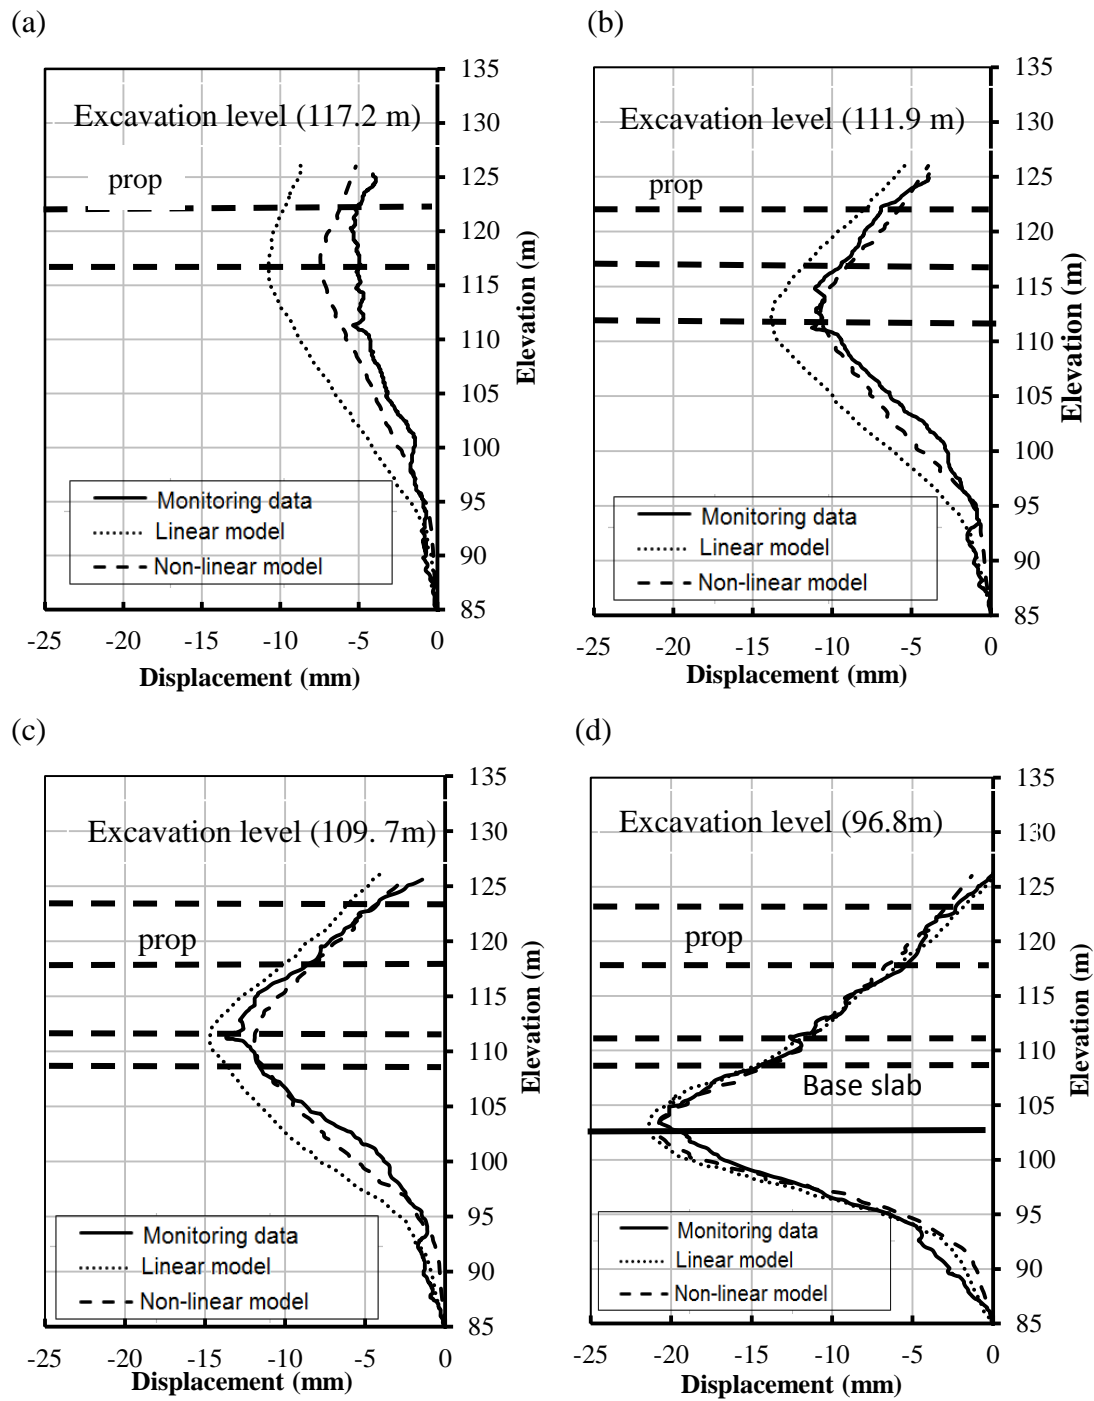 (a)
135
Excavation level (117.2 m)
130
prop
125
120
115
110
105
100
95
90
85
Elevation (m)
Monitoring data
Linear model
Non-linear model
-25 -20 -15 -10 -5 0
Displacement (mm)
(b)
135
Excavation level (111.9 m)
130
prop
125
120
115
110
105
100
95
90
85
Elevation (m)
Monitoring data
Linear model
Non-linear model
-25 -20 -15 -10 -5 0
Displacement (mm)
(c)
135
Excavation level (109. 7m)
130
125
120
prop
115
110
105
100
95
90
85
Elevation (m)
Monitoring data
Linear model
Non-linear model
-25 -20 -15 -10 -5 0
Displacement (mm)
(d)
135
Excavation level (96.8m)
130
125
120
prop
115
110
Base slab
105
100
95
90
85
Elevation (m)
Monitoring data
Linear model
Non-linear model
-25 -20 -15 -10 -5 0
Displacement (mm)